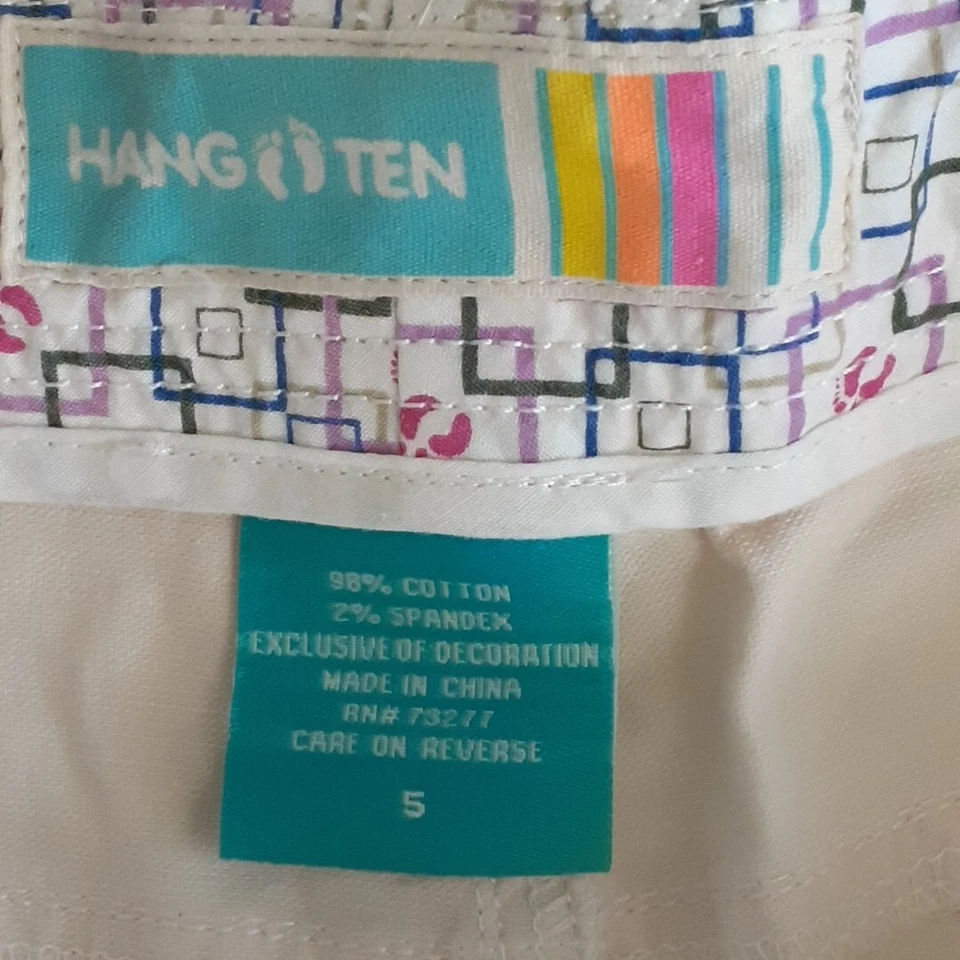 HANG TEN
98% COTTON
2% SPANDEX
EXCLUSIVE OF DECORATION
MADE IN CHINA
RN# 73277
CARE ON REVERSE
5